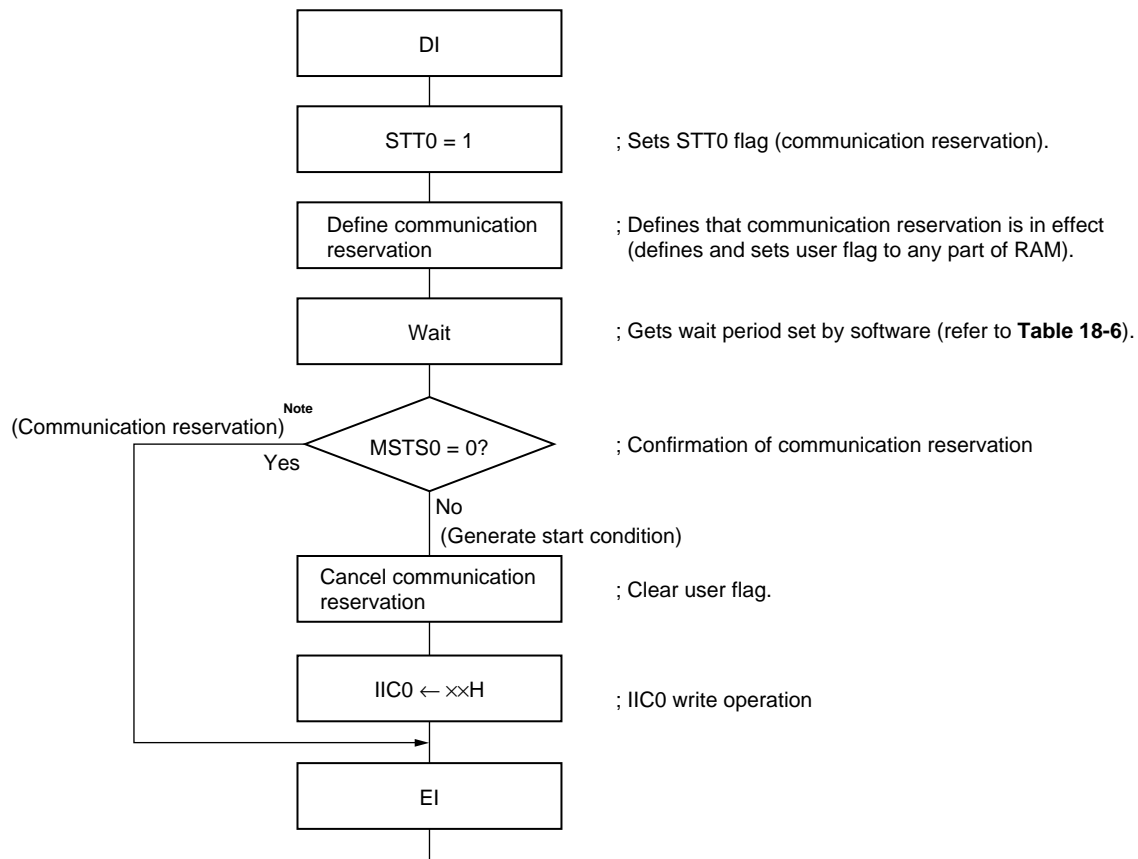 DI
STT0 = 1
; Sets STT0 flag (communication reservation).
Define communication
reservation
; Defines that communication reservation is in effect
(defines and sets user flag to any part of RAM).
Wait
; Gets wait period set by software (refer to Table 18-6).
(Communication reservation)Note
MSTS0 = 0?
; Confirmation of communication reservation
Yes
No
(Generate start condition)
Cancel communication
reservation
; Clear user flag.
IIC0 ← ××H
; IIC0 write operation
EI